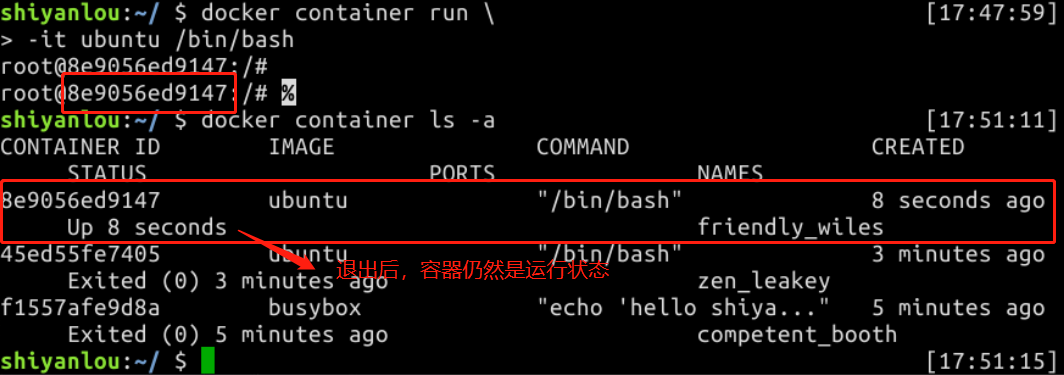 shiyanlou:~/ $ docker container run \ [17:47:59]
> -it ubuntu /bin/bash
root@8e9056ed9147:/#
root@8e9056ed9147:/# %
shiyanlou:~/ $ docker container ls -a [17:51:11]
CONTAINER ID IMAGE COMMAND CREATED
STATUS PORTS NAMES
8e9056ed9147 ubuntu "/bin/bash" 8 seconds ago
Up 8 seconds friendly_wiles
45ed55fe7405 ubuntu "/bin/bash" 3 minutes ago
退出后，容器仍然是运行状态
Exited (0) 3 minutes ago zen_leakey
f1557afe9d8a busybox "echo 'hello shiya..." 5 minutes ago
Exited (0) 5 minutes ago competent_booth
shiyanlou:~/ $ [17:51:15]